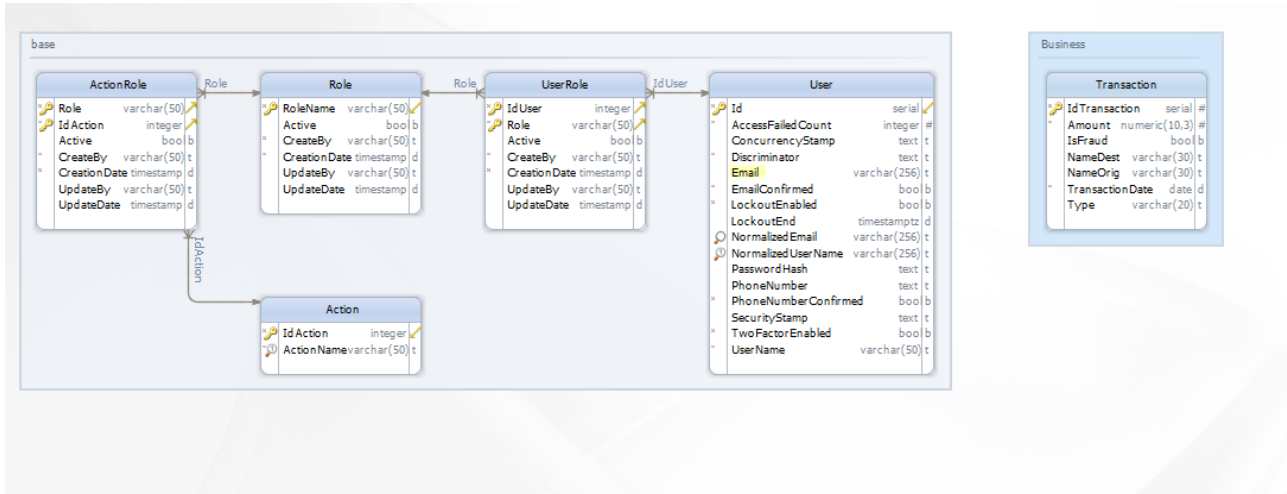 base
ActionRole
Role varchar(50)
IdAction integer
Active bool b
CreateBy varchar(50) t
CreationDate timestamp d
UpdateBy varchar(50) t
UpdateDate timestamp d
Role
Role
RoleName varchar(50)
Active bool b
CreateBy varchar(50) t
CreationDate timestamp d
UpdateBy varchar(50) t
UpdateDate timestamp d
Role
UserRole
IdUser integer
Role varchar(50)
Active bool b
CreateBy varchar(50) t
CreationDate timestamp d
UpdateBy varchar(50) t
UpdateDate timestamp d
IdUser
User
Id serial
AccessFailedCount integer #
ConcurrencyStamp text t
Discriminator text t
Email varchar(256) t
EmailConfirmed bool b
LockoutEnabled bool b
LockoutEnd timestamptz d
NormalizedEmail varchar(256) t
NormalizedUserName varchar(256) t
PasswordHash text t
PhoneNumber text t
PhoneNumberConfirmed bool b
SecurityStamp text t
TwoFactorEnabled bool b
UserName varchar(50) t
IdAction
Action
IdAction integer
ActionName varchar(50) t
Business
Transaction
IdTransaction serial #
Amount numeric(10,3) #
IsFraud bool b
NameDest varchar(30) t
NameOrig varchar(30) t
TransactionDate date d
Type varchar(20) t